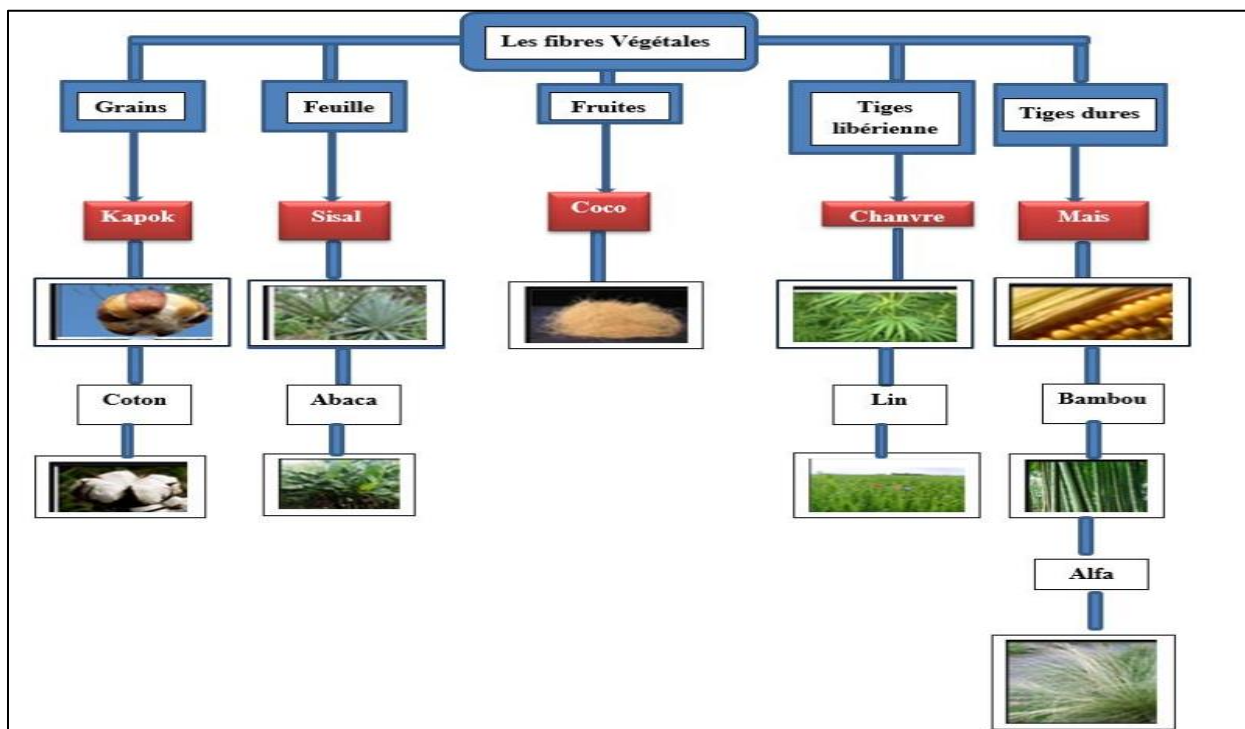 Les fibres Végétales
Grains
Feuille
Fruites
Tiges
libérienne
Tiges dures
Kapok
Sisal
Coco
Chanvre
Mais
Coton
Abaca
Lin
Bambou
Alfa